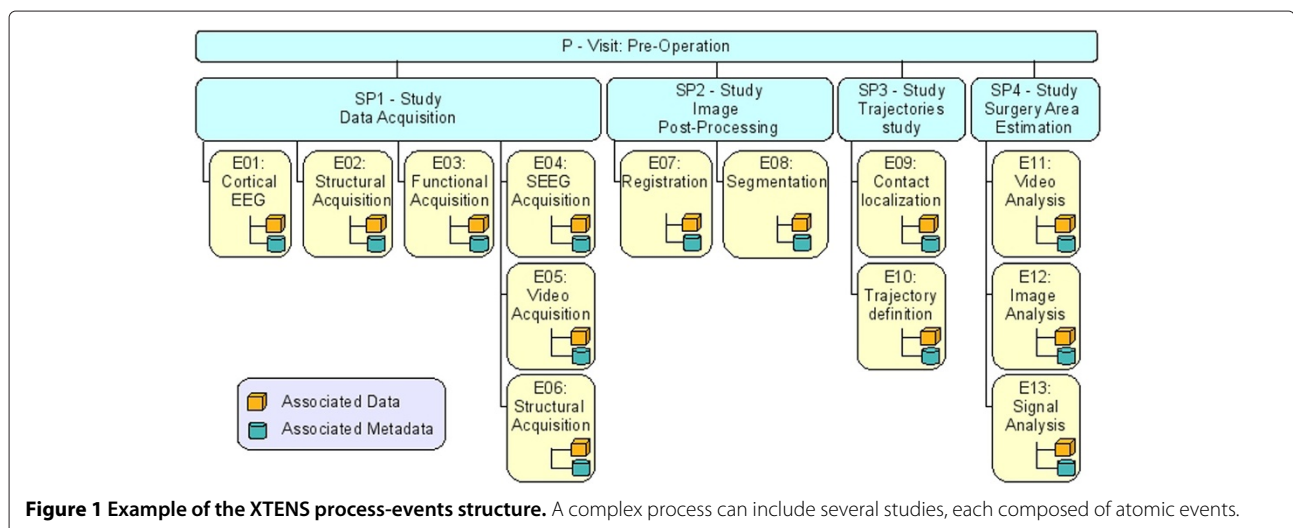 P - Visit: Pre-Operation
SP1 - Study
Data Acquisition
SP2 - Study
Image
Post-Processing
SP3 - Study
Trajectories
study
SP4 - Study
Surgery Area
Estimation
E01:
Cortical
EEG
E02:
Structural
Acquisition
E03:
Functional
Acquisition
E04:
SEEG
Acquisition
E07:
Registration
E08:
Segmentation
E09:
Contact
localization
E11:
Video
Analysis
E05:
Video
Acquisition
E10:
Trajectory
definition
E12:
Image
Analysis
E06:
Structural
Acquisition
E13:
Signal
Analysis
Associated Data
Associated Metadata
Figure 1 Example of the XTENS process-events structure. A complex process can include several studies, each composed of atomic events.